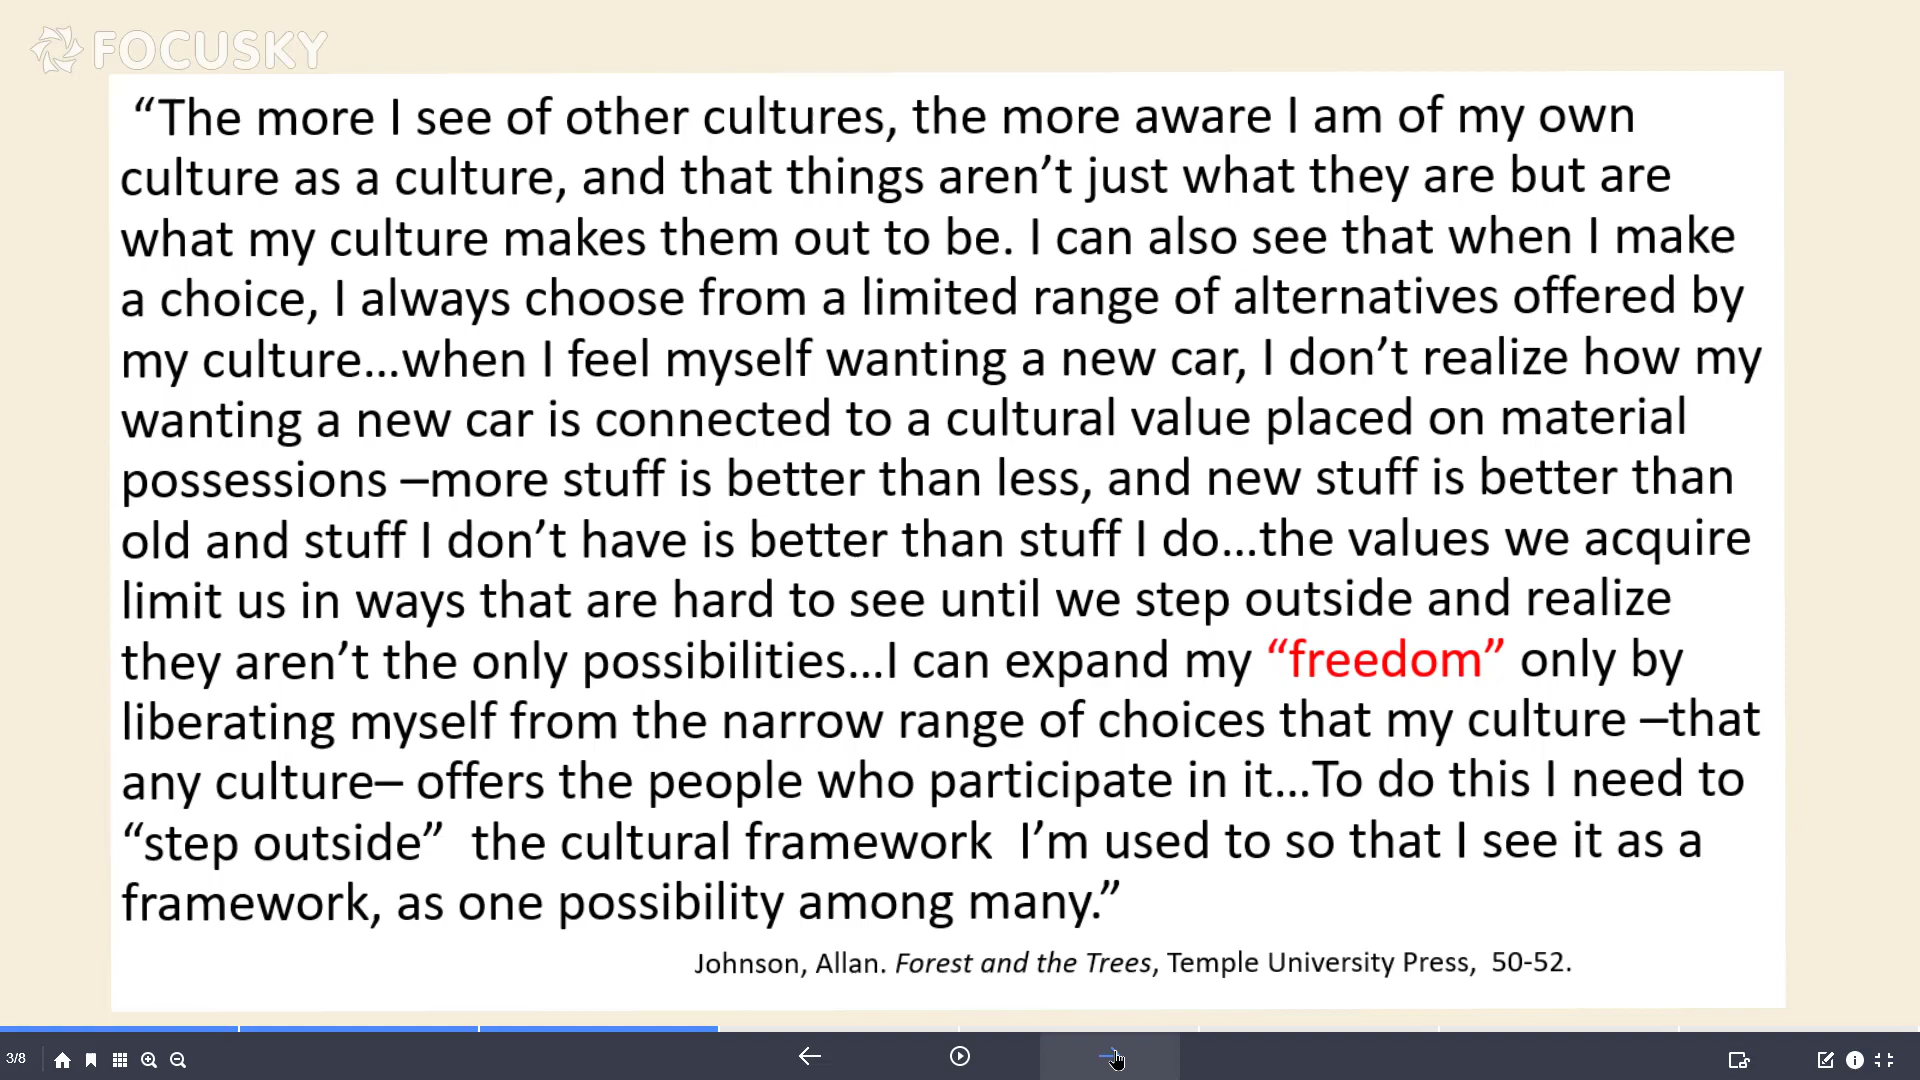 FOCUSKY
“The more I see of other cultures, the more aware I am of my own
culture as a culture, and that things aren’t just what they are but are
what my culture makes them out to be. I can also see that when I make
a choice, I always choose from a limited range of alternatives offered by
my culture...when I feel myself wanting a new car, I don’t realize how my
wanting a new car is connected to a cultural value placed on material
possessions –more stuff is better than less, and new stuff is better than
old and stuff I don’t have is better than stuff I do...the values we acquire
limit us in ways that are hard to see until we step outside and realize
they aren’t the only possibilities...I can expand my “freedom” only by
liberating myself from the narrow range of choices that my culture –that
any culture– offers the people who participate in it...To do this I need to
“step outside” the cultural framework I’m used to so that I see it as a
framework, as one possibility among many.”
Johnson, Allan. Forest and the Trees, Temple University Press, 50-52.
3/8